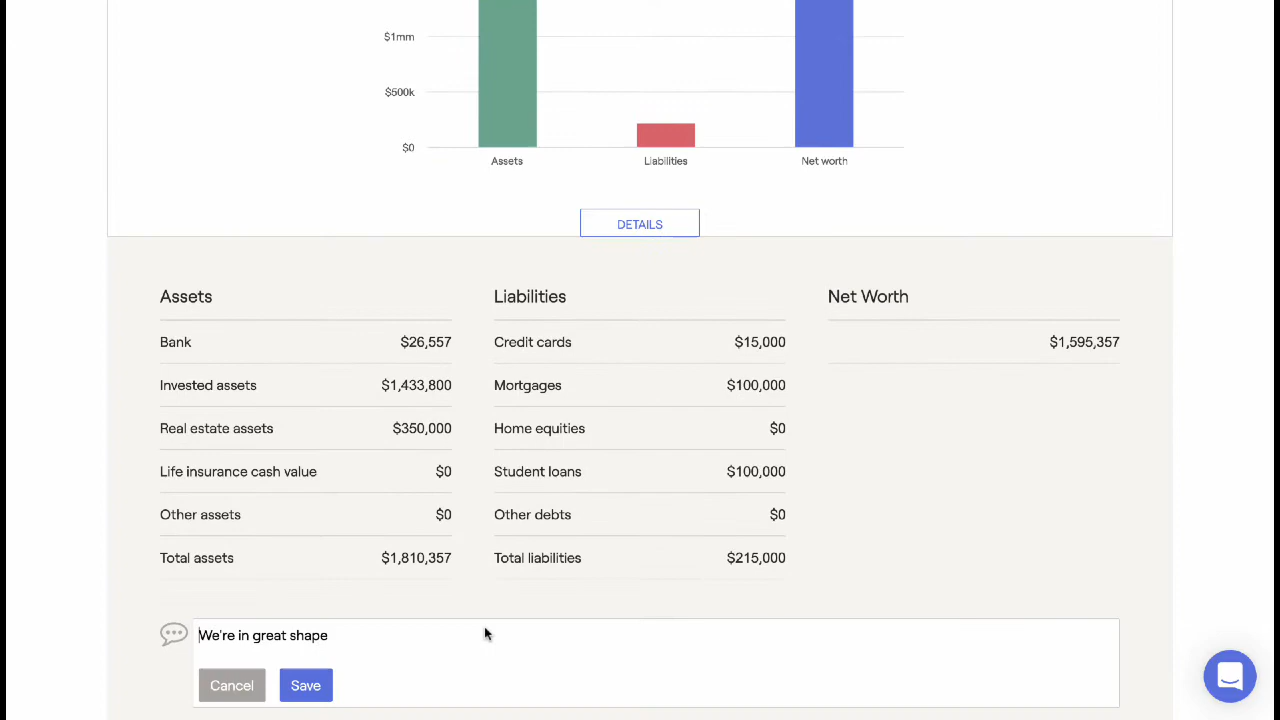 $1mm
$500k
$0
Assets
Liabilities
Net worth
DETAILS
Assets
Bank $26,557
Invested assets $1,433,800
Real estate assets $350,000
Life insurance cash value $0
Other assets $0
Total assets $1,810,357
Liabilities
Credit cards $15,000
Mortgages $100,000
Home equities $0
Student loans $100,000
Other debts $0
Total liabilities $215,000
Net Worth
$1,595,357
We're in great shape
Cancel
Save